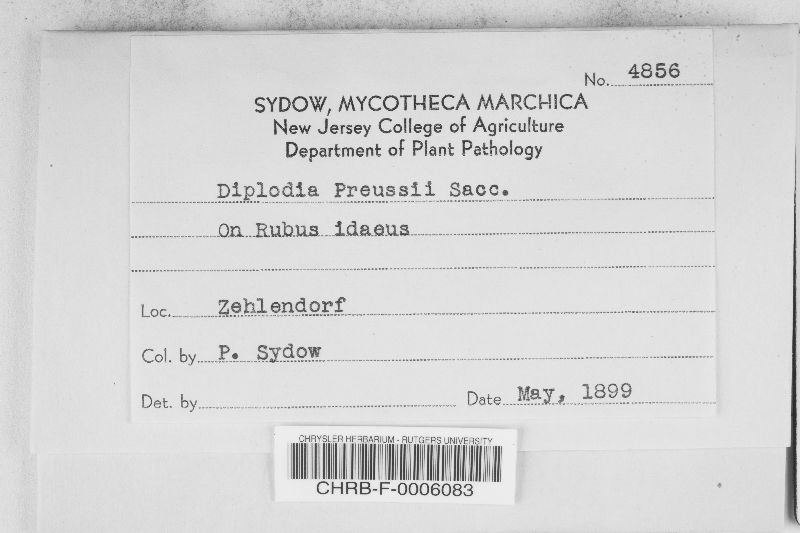 No. 4856
SYDOW, MYCOTHECA MARCHICA
New Jersey College of Agriculture
Department of Plant Pathology
Diplodia Preussii Sacc.
On Rubus idaeus
Loc. Zehlendorf
Col. by P. Sydow
Det. by Date May, 1899
CHRYSLER HERBARIUM - RUTGERS UNIVERSITY
CHRB-F-0006083